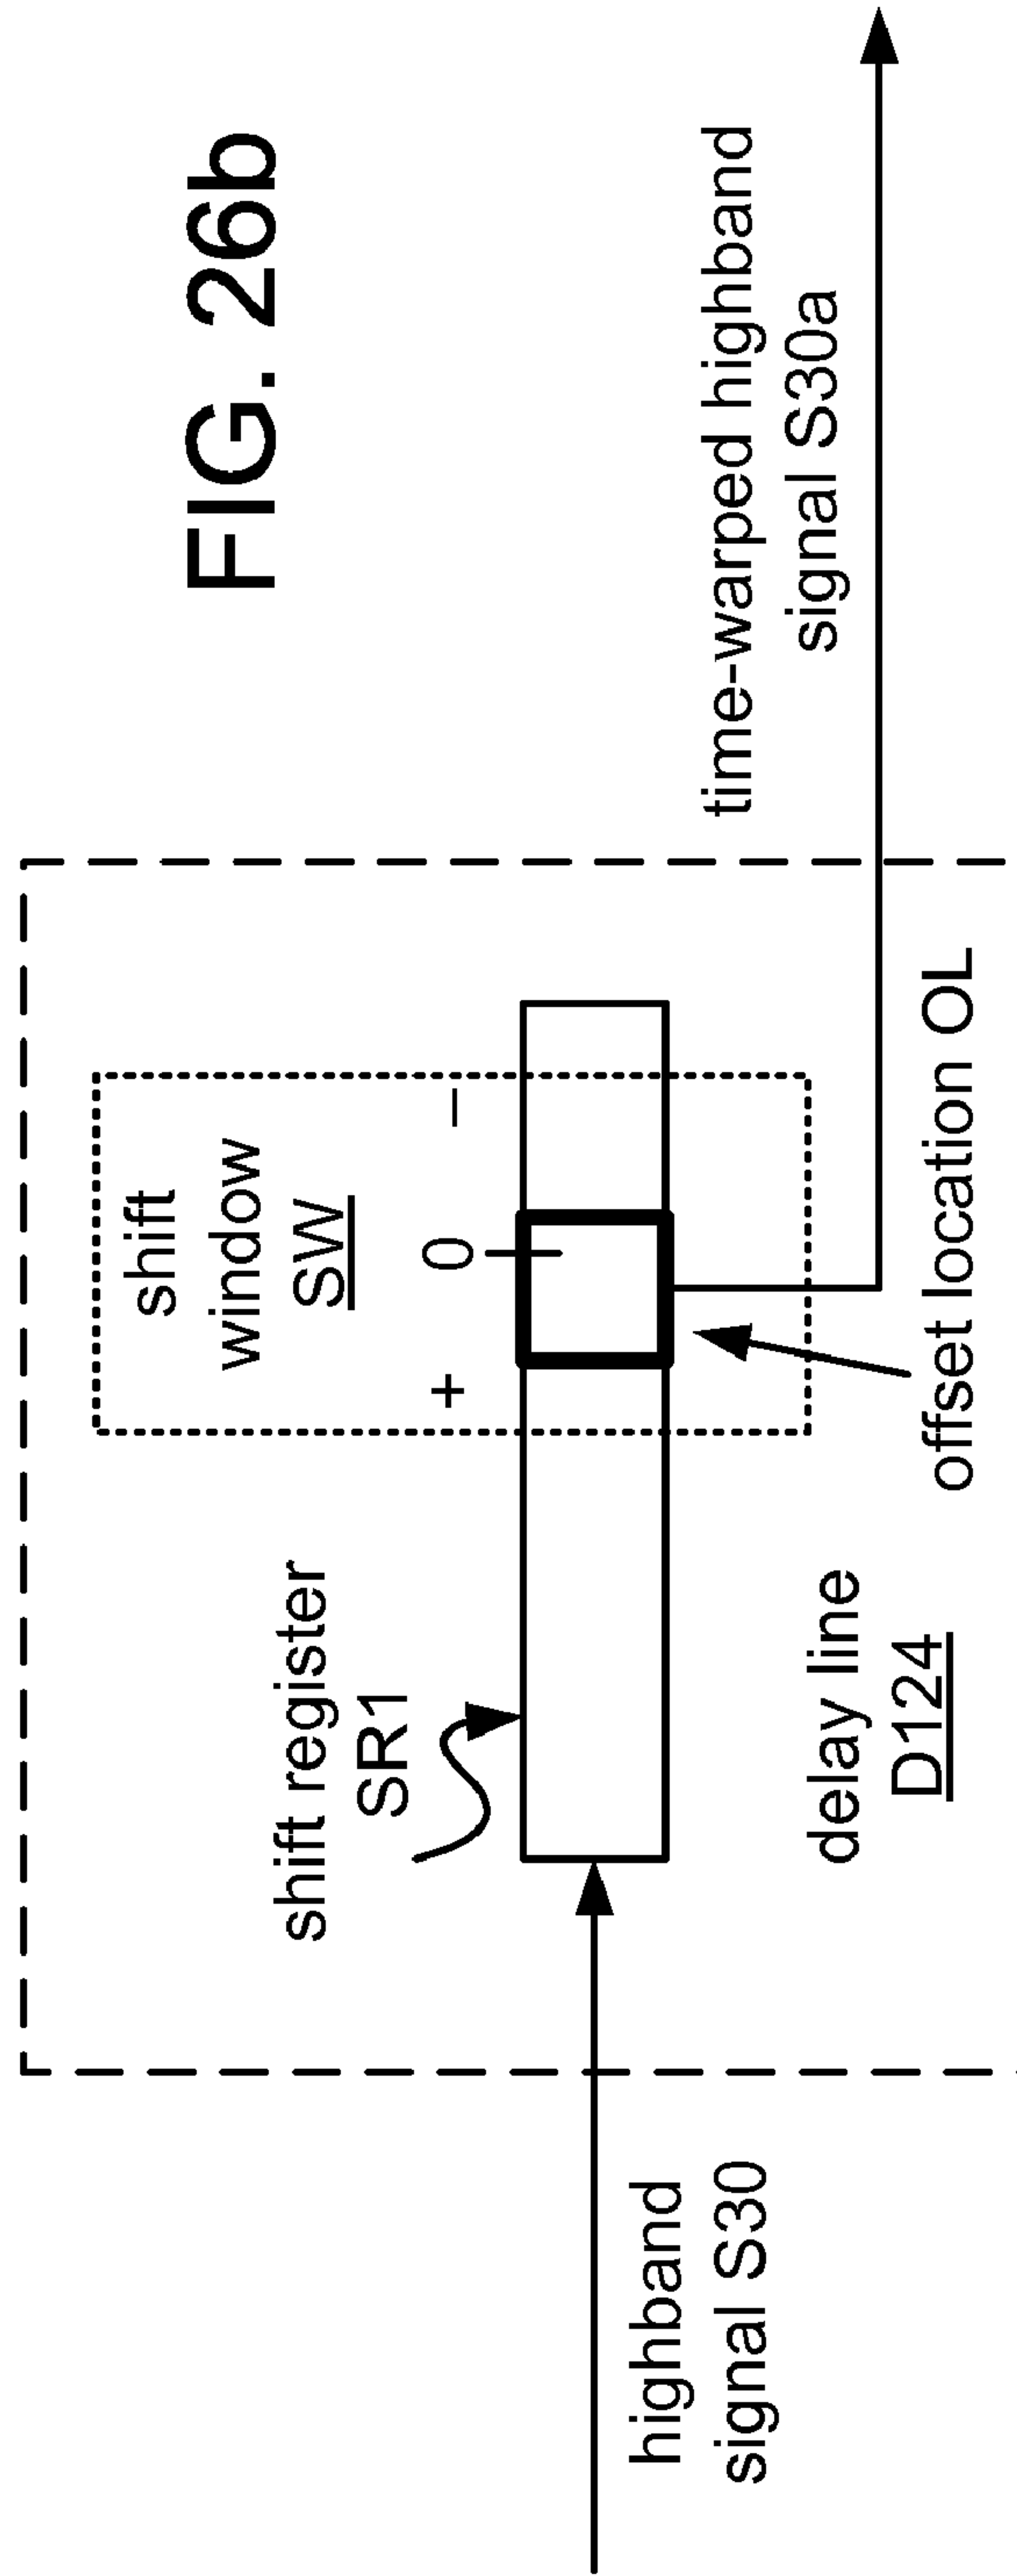 FIG. 26b
shift
window
SW
+
0
–
shift register
SR1
highband
signal S30
delay line
D124
offset location OL
time-warped highband
signal S30a